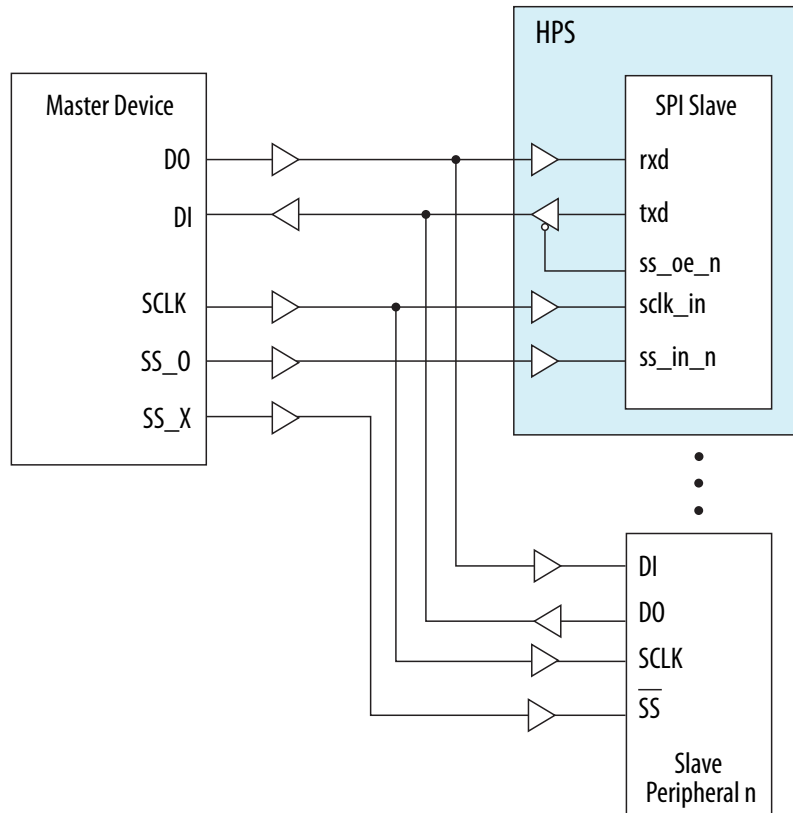 HPS
Master Device
SPI Slave
DO
rxd
DI
txd
ss_oe_n
SCLK
sclk_in
SS_0
ss_in_n
SS_X
DI
DO
SCLK
SS
Slave
Peripheral n